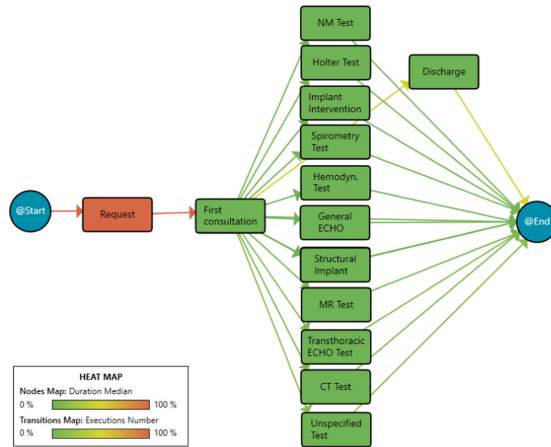 NM Test
Holter Test
Discharge
Implant
Intervention
Spirometry
Test
Hemodyn.
Test
@Start
Request
First
consultation
General
ECHO
@End
Structural
Implant
MR Test
Transthoracic
ECHO Test
CT Test
Unspecified
Test
HEAT MAP
Nodes Map: Duration Median
0 % 100 %
Transitions Map: Executions Number
0 % 100 %